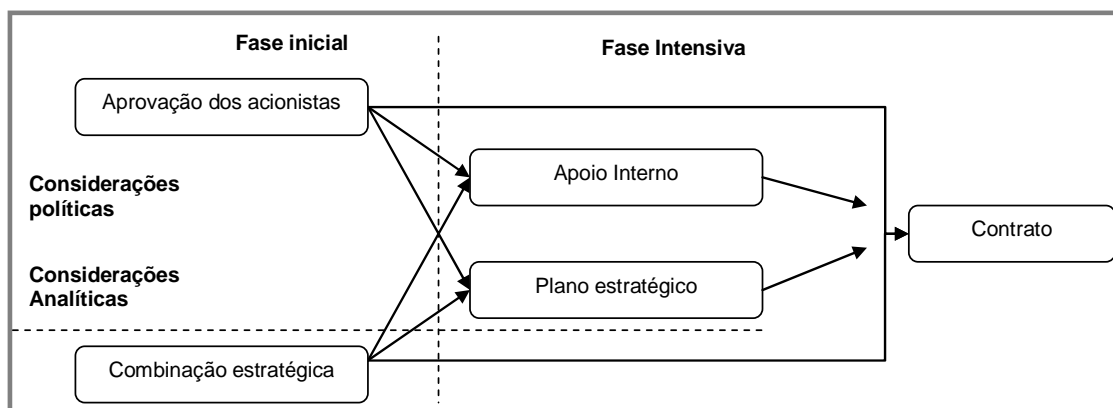 Fase inicial
Fase Intensiva
Aprovação dos acionistas
Considerações
políticas
Apoio Interno
Contrato
Considerações
Analíticas
Plano estratégico
Combinação estratégica